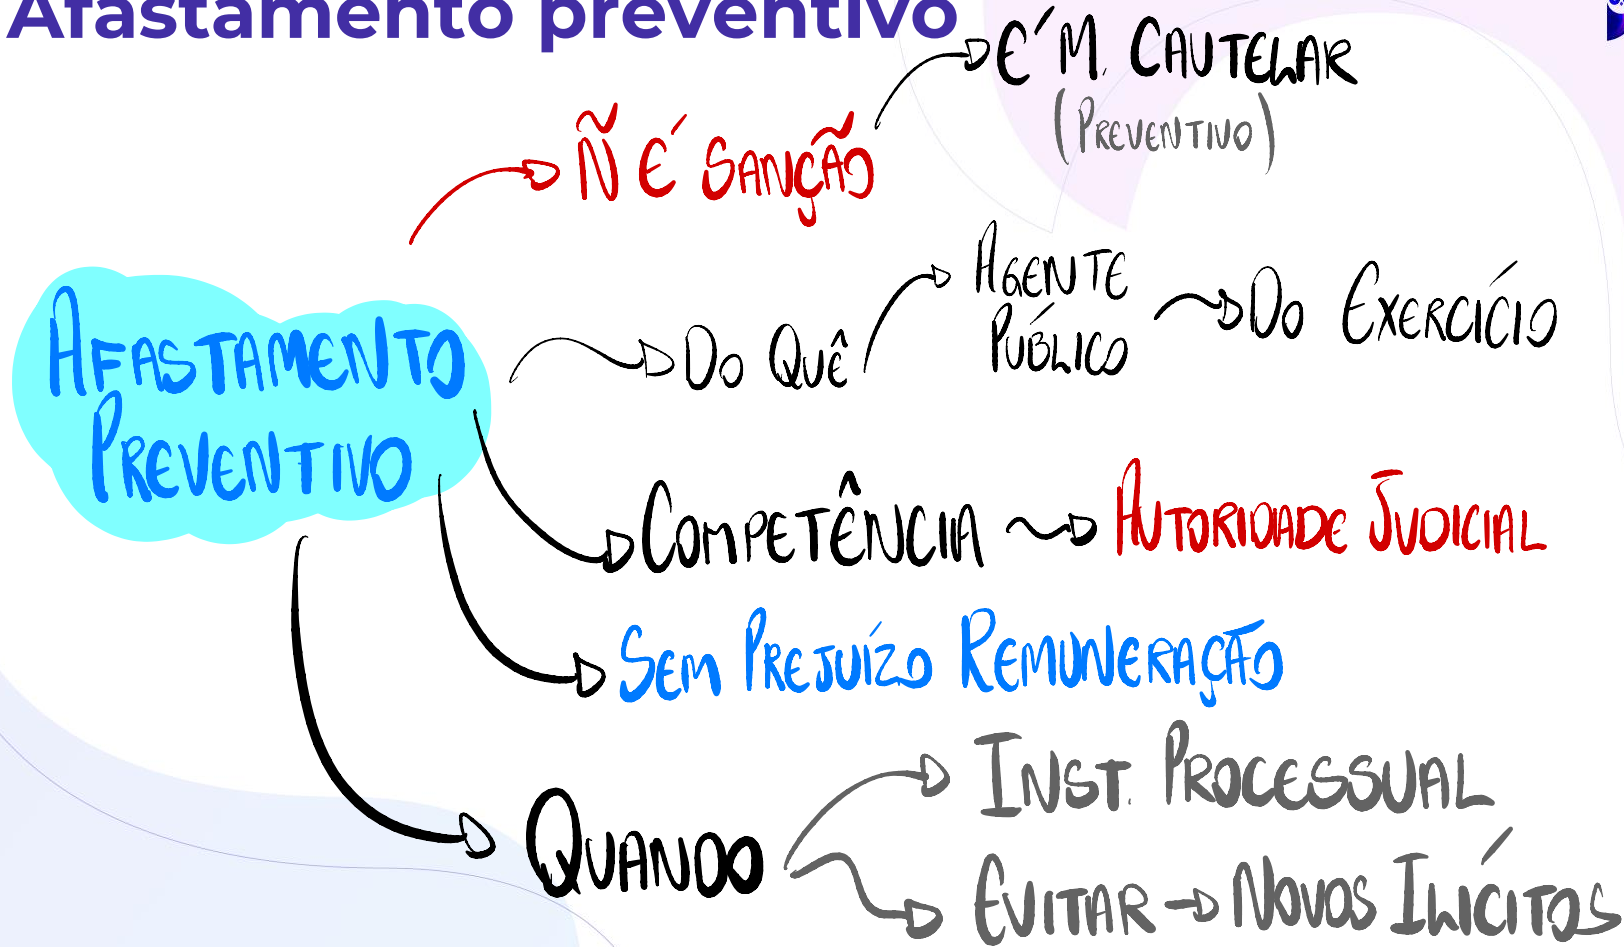 Afastamento preventivo
É M. CAUTELAR
(PREVENTIVO)
Ñ É SANÇÃO
AGENTE
PÚBLICO
DO EXERCÍCIO
DO QUÊ
AFASTAMENTO
PREVENTIVO
COMPETÊNCIA
AUTORIDADE JUDICIAL
SEM PREJUÍZO REMUNERAÇÃO
QUANDO
INST. PROCESSUAL
EVITAR → NOVOS ILÍCITOS